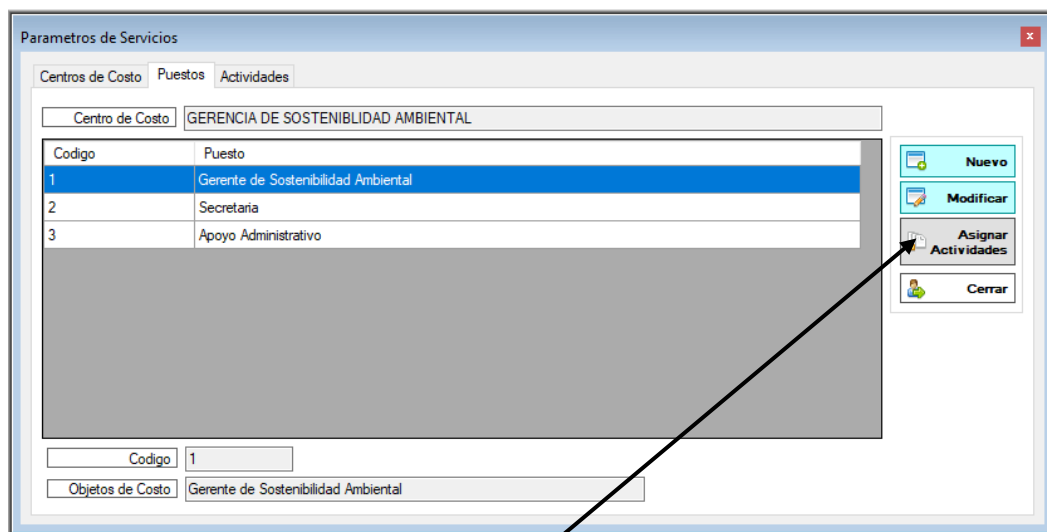 Parametros de Servicios
x
Centros de Costo Puestos Actividades
Centro de Costo GERENCIA DE SOSTENIBLIDAD AMBIENTAL
Codigo Puesto
1 Gerente de Sostenibilidad Ambiental
2 Secretaria
3 Apoyo Administrativo
Nuevo
Modificar
Asignar
Actividades
Cerrar
Codigo 1
Objetos de Costo Gerente de Sostenibilidad Ambiental